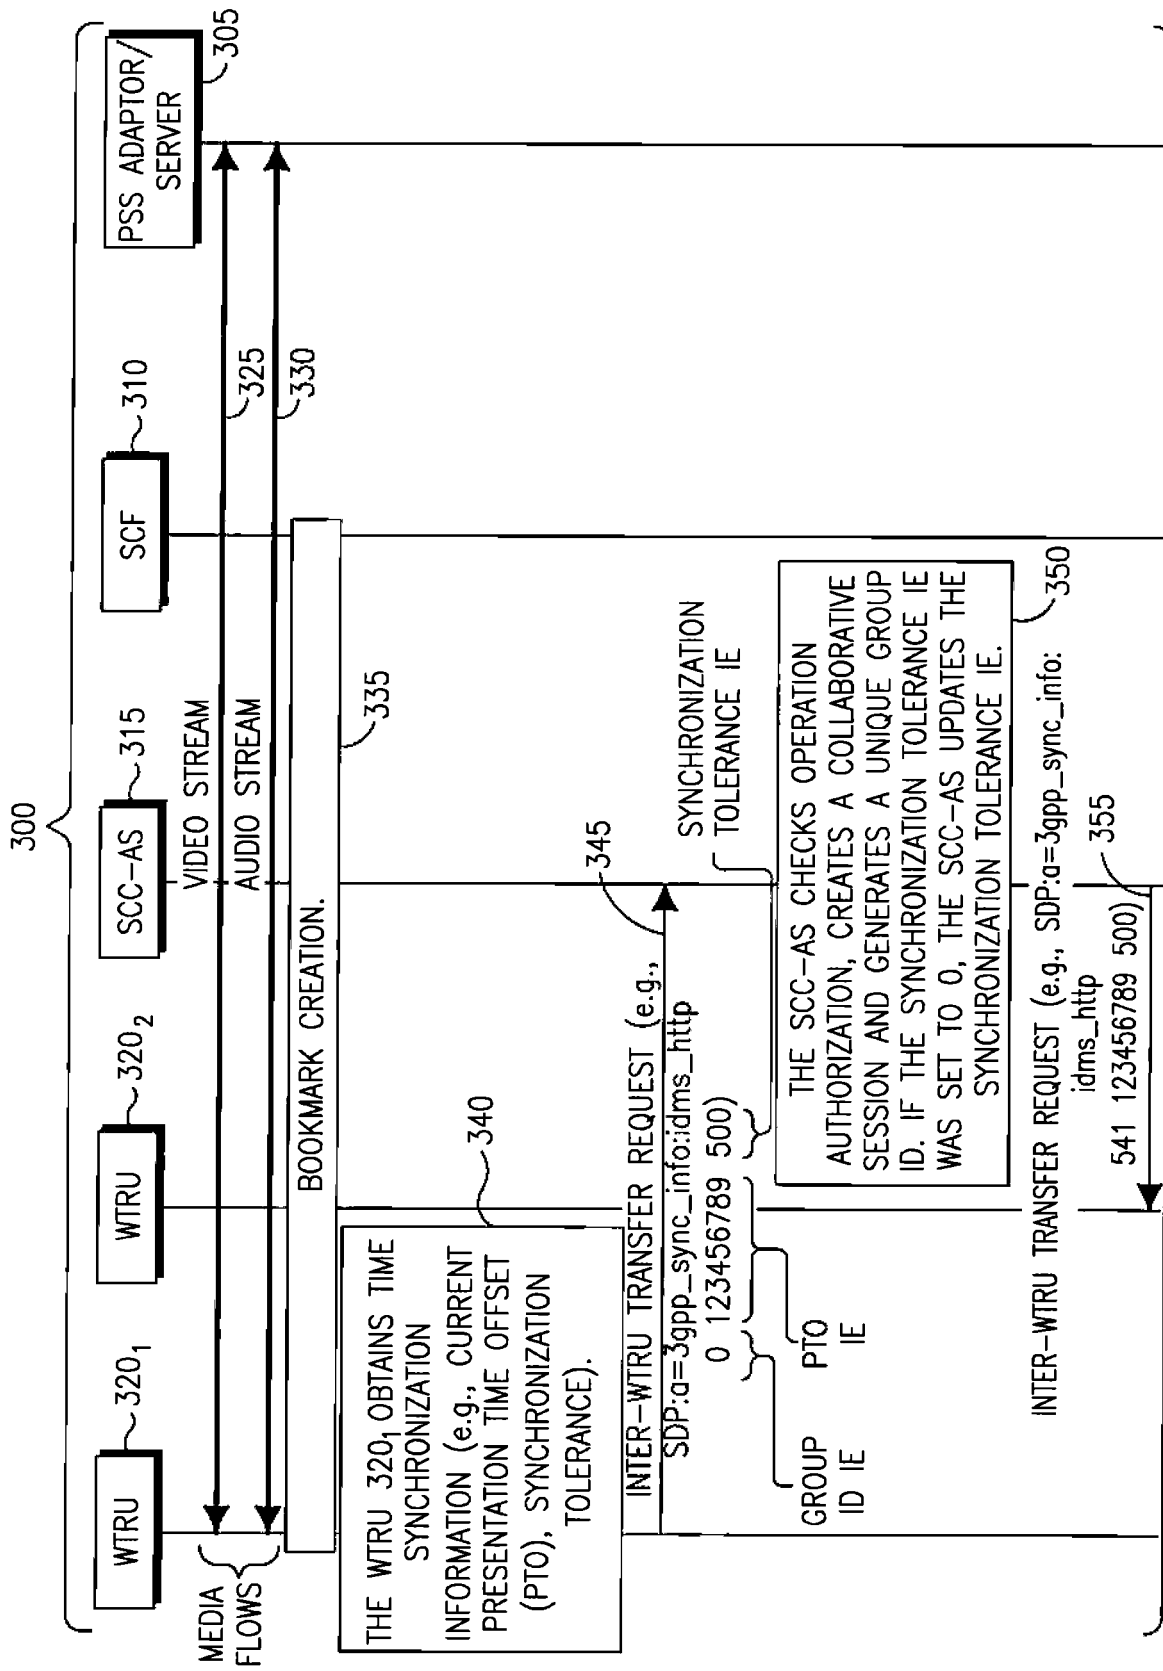 300
WTRU
320₁
WTRU
320₂
SCC-AS
315
SCF
310
PSS ADAPTOR/
SERVER
305
MEDIA
FLOWS
VIDEO STREAM
325
AUDIO STREAM
330
BOOKMARK CREATION.
335
THE WTRU 320₁ OBTAINS TIME
SYNCHRONIZATION
INFORMATION (e.g., CURRENT
PRESENTATION TIME OFFSET
(PTO), SYNCHRONIZATION
TOLERANCE).
340
INTER-WTRU TRANSFER REQUEST (e.g.,
SDP:a=3gpp_sync_info:idms_http
0 123456789 500)
345
GROUP
ID IE
PTO
IE
SYNCHRONIZATION
TOLERANCE IE
THE SCC-AS CHECKS OPERATION
AUTHORIZATION, CREATES A COLLABORATIVE
SESSION AND GENERATES A UNIQUE GROUP
ID. IF THE SYNCHRONIZATION TOLERANCE IE
WAS SET TO 0, THE SCC-AS UPDATES THE
SYNCHRONIZATION TOLERANCE IE.
350
INTER-WTRU TRANSFER REQUEST (e.g., SDP:a=3gpp_sync_info:
idms_http
541 123456789 500)
355